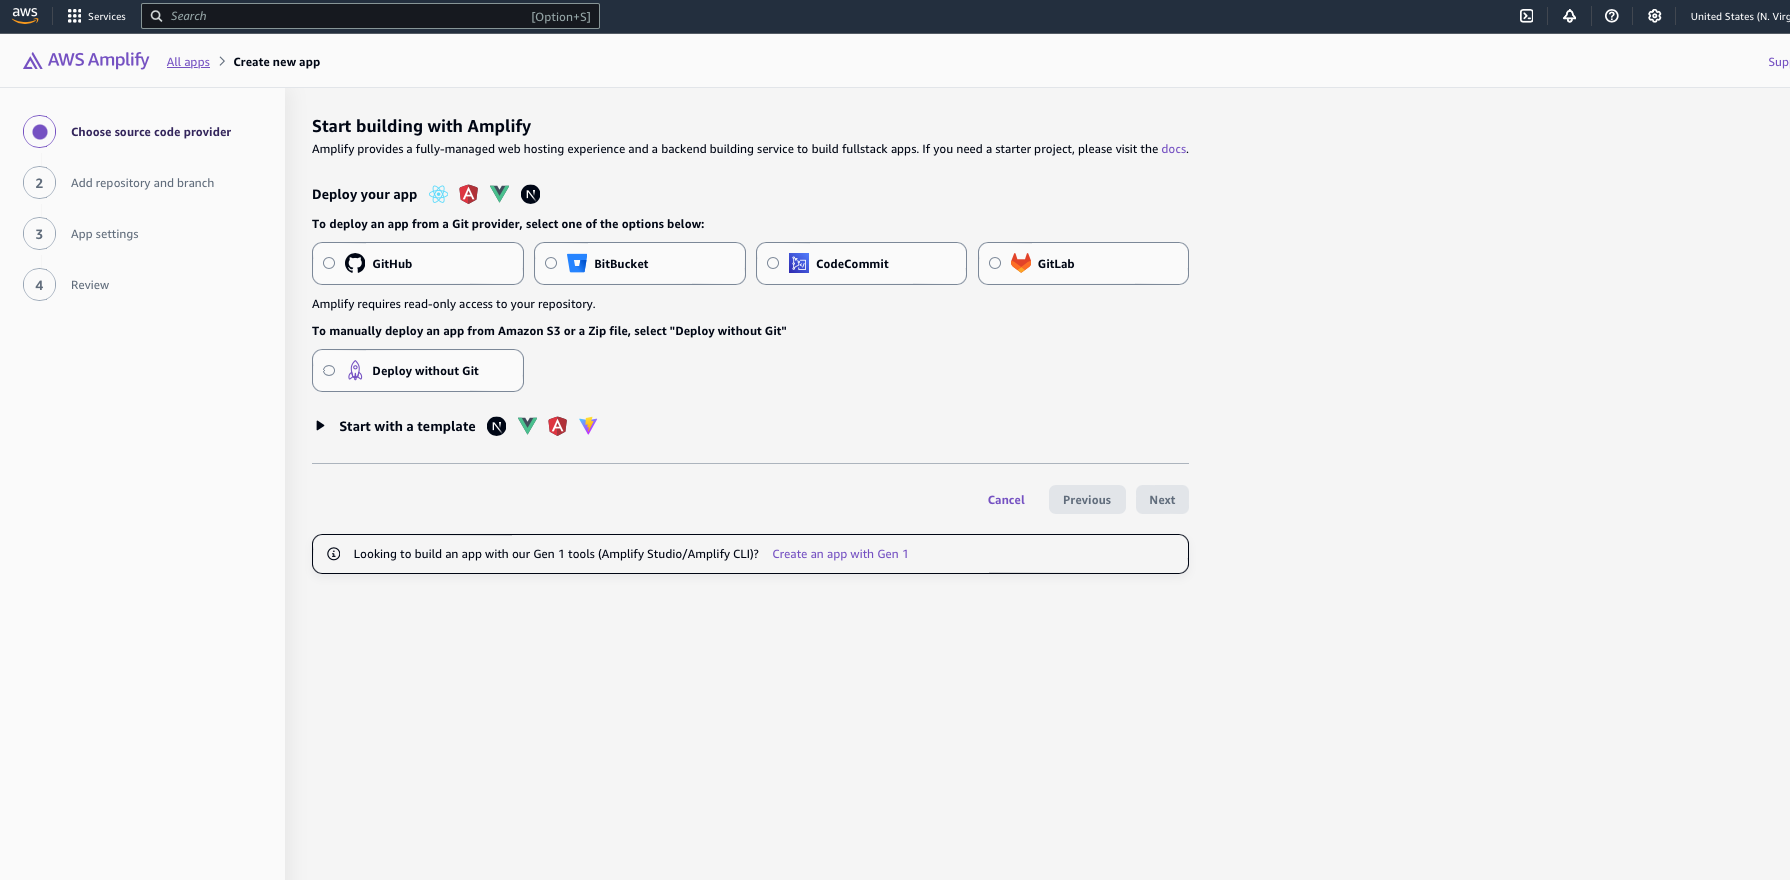 aws
Services
Search
[Option+S]
United States (N. Virg
AWS Amplify
All apps
Create new app
Sup
Choose source code provider
2
Add repository and branch
3
App settings
4
Review
Start building with Amplify
Amplify provides a fully-managed web hosting experience and a backend building service to build fullstack apps. If you need a starter project, please visit the docs.
Deploy your app
To deploy an app from a Git provider, select one of the options below:
GitHub
BitBucket
CodeCommit
GitLab
Amplify requires read-only access to your repository.
To manually deploy an app from Amazon S3 or a Zip file, select "Deploy without Git"
Deploy without Git
Start with a template
Cancel
Previous
Next
Looking to build an app with our Gen 1 tools (Amplify Studio/Amplify CLI)? Create an app with Gen 1